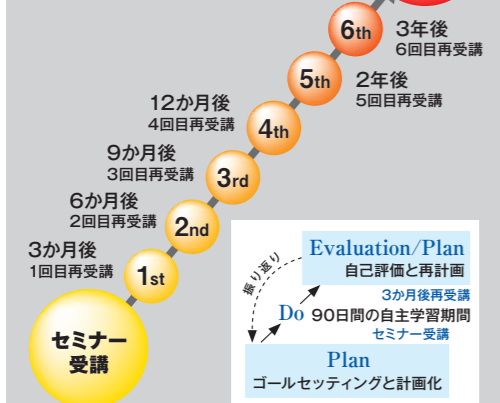 6th
3年後
6回目再受講
5th
2年後
5回目再受講
12か月後
4回目再受講
4th
9か月後
3回目再受講
3rd
6か月後
2回目再受講
2nd
3か月後
1回目再受講
1st
セミナー
受講
Evaluation/Plan
自己評価と再計画
振り返り
3か月後再受講
Do 90日間の自主学習期間
セミナー受講
Plan
ゴールセッティングと計画化